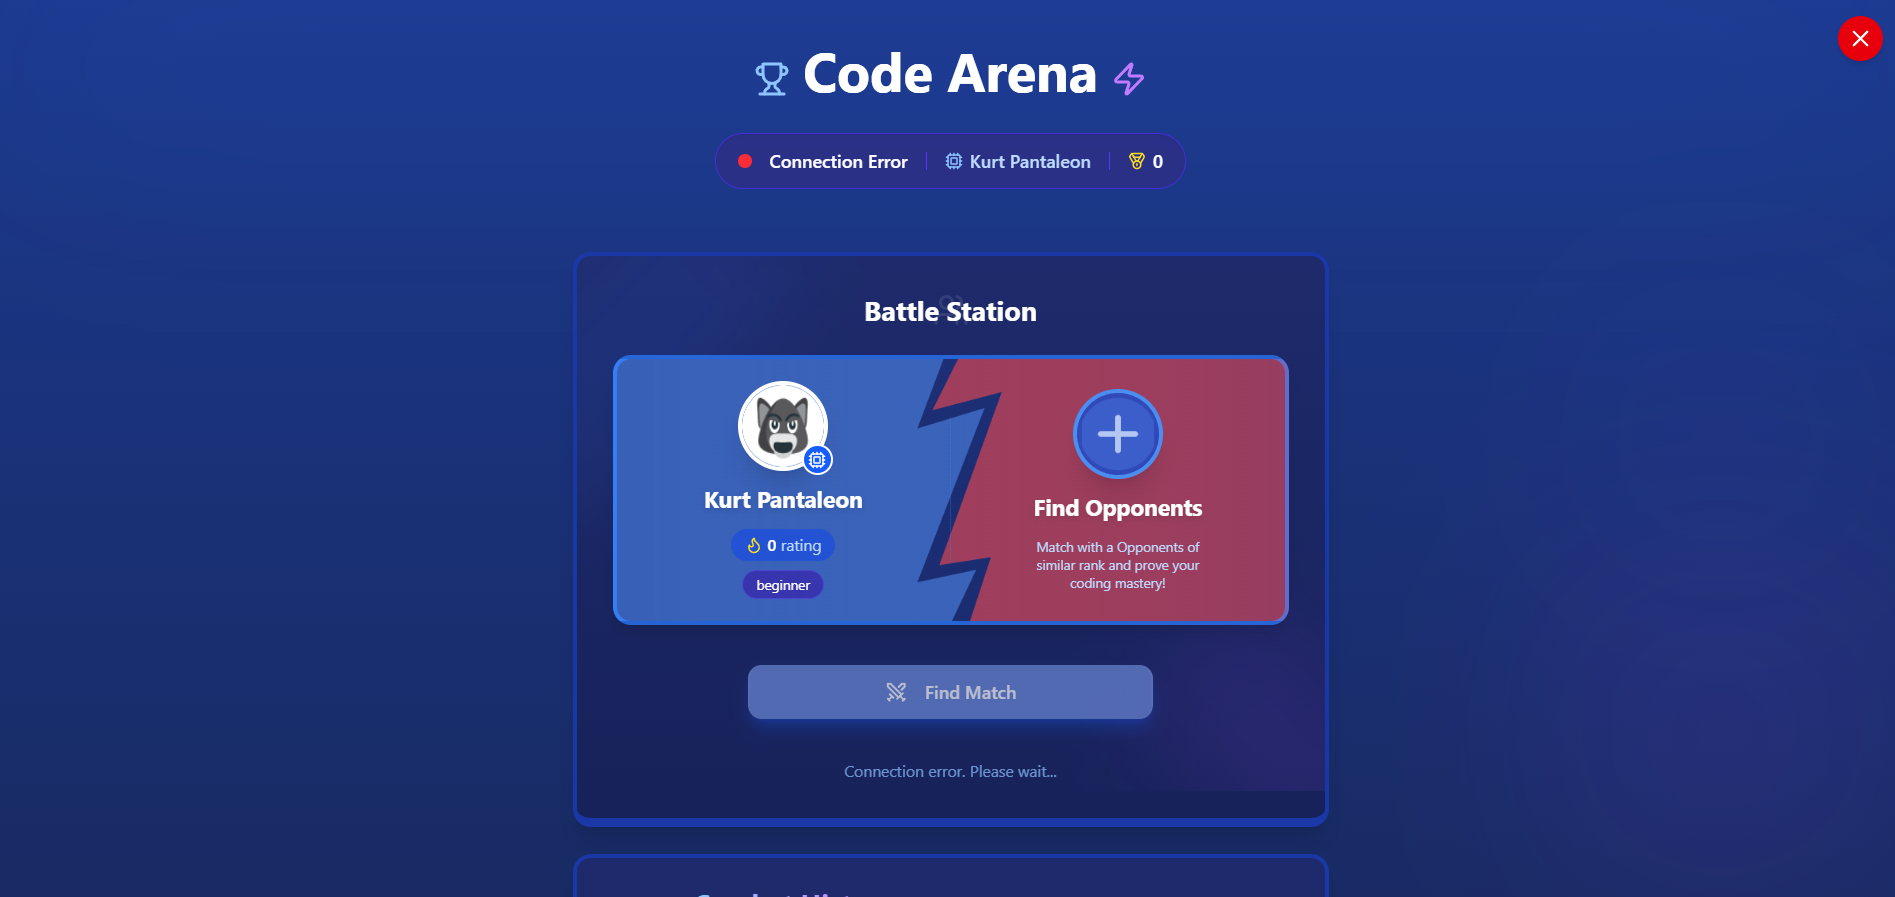 Code Arena
Connection Error
Kurt Pantaleon
0
Battle Station
Kurt Pantaleon
0 rating
beginner
Find Opponents
Match with a Opponents of
similar rank and prove your
coding mastery!
Find Match
Connection error. Please wait...